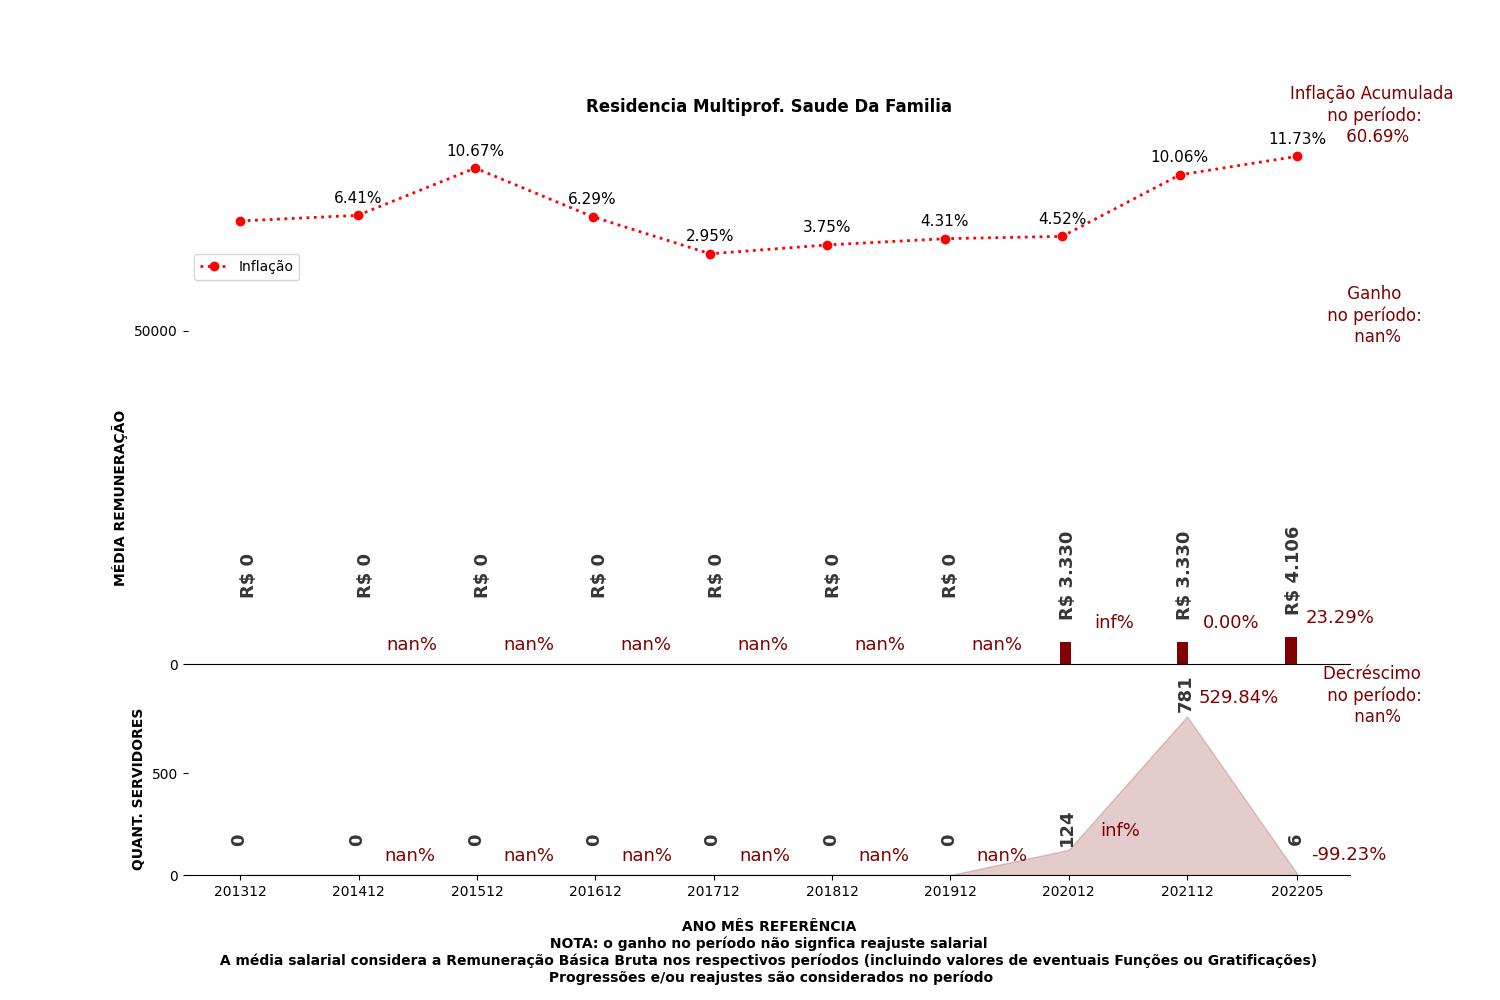 Residencia Multiprof. Saude Da Familia
Inflação Acumulada
no período:
60.69%
6.41%
10.67%
6.29%
2.95%
3.75%
4.31%
4.52%
10.06%
11.73%
Inflação
Ganho
no período:
nan%
50000
0
MÉDIA REMUNERAÇÃO
R$ 0
R$ 0
R$ 0
R$ 0
R$ 0
R$ 0
R$ 0
R$ 3.330
R$ 3.330
R$ 4.106
nan%
nan%
nan%
nan%
nan%
nan%
inf%
0.00%
23.29%
Decréscimo
no período:
nan%
QUANT. SERVIDORES
500
0
0
0
0
0
0
0
0
124
781
6
nan%
nan%
nan%
nan%
nan%
nan%
inf%
529.84%
-99.23%
201312
201412
201512
201612
201712
201812
201912
202012
202112
202205
ANO MÊS REFERÊNCIA
NOTA: o ganho no período não signfica reajuste salarial
A média salarial considera a Remuneração Básica Bruta nos respectivos períodos (incluindo valores de eventuais Funções ou Gratificações)
Progressões e/ou reajustes são considerados no período